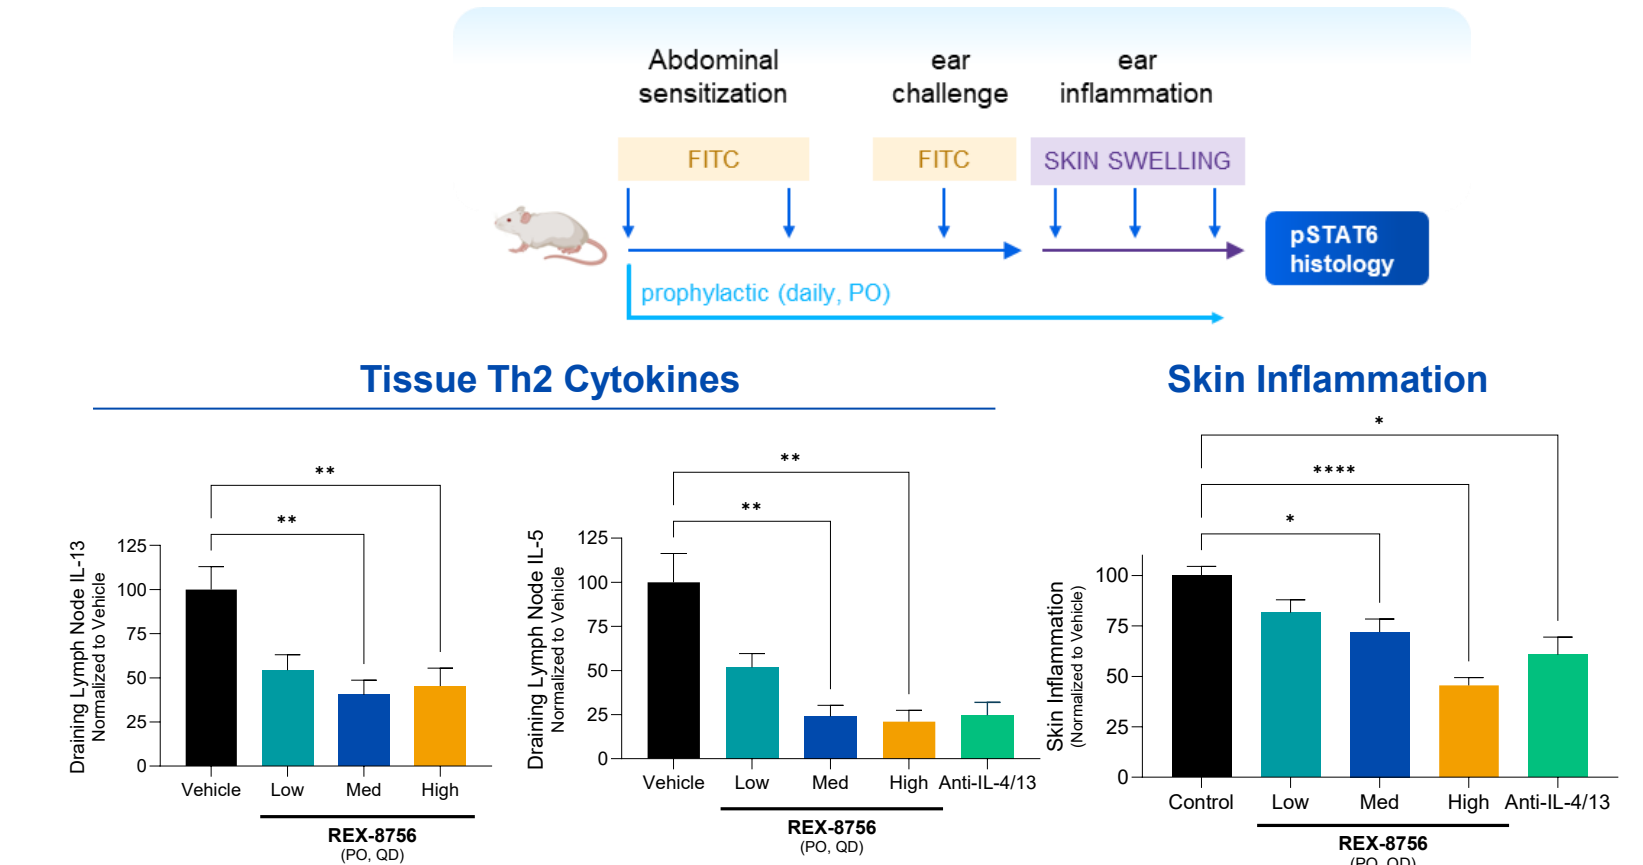 Abdominal
sensitization
ear
challenge
ear
inflammation
FITC
FITC
SKIN SWELLING
pSTAT6
histology
prophylactic (daily, PO)
Tissue Th2 Cytokines
Skin Inflammation
Draining Lymph Node IL-13
Normalized to Vehicle
125
100
75
50
25
0
**
**
Vehicle
Low
Med
High
REX-8756
(PO, QD)
Draining Lymph Node IL-5
Normalized to Vehicle
125
100
75
50
25
0
**
**
Vehicle
Low
Med
High
Anti-IL-4/13
REX-8756
(PO, QD)
Skin Inflammation
(Normalized to Vehicle)
100
75
50
25
0
*
****
*
Control
Low
Med
High
Anti-IL-4/13
REX-8756
(PO, QD)